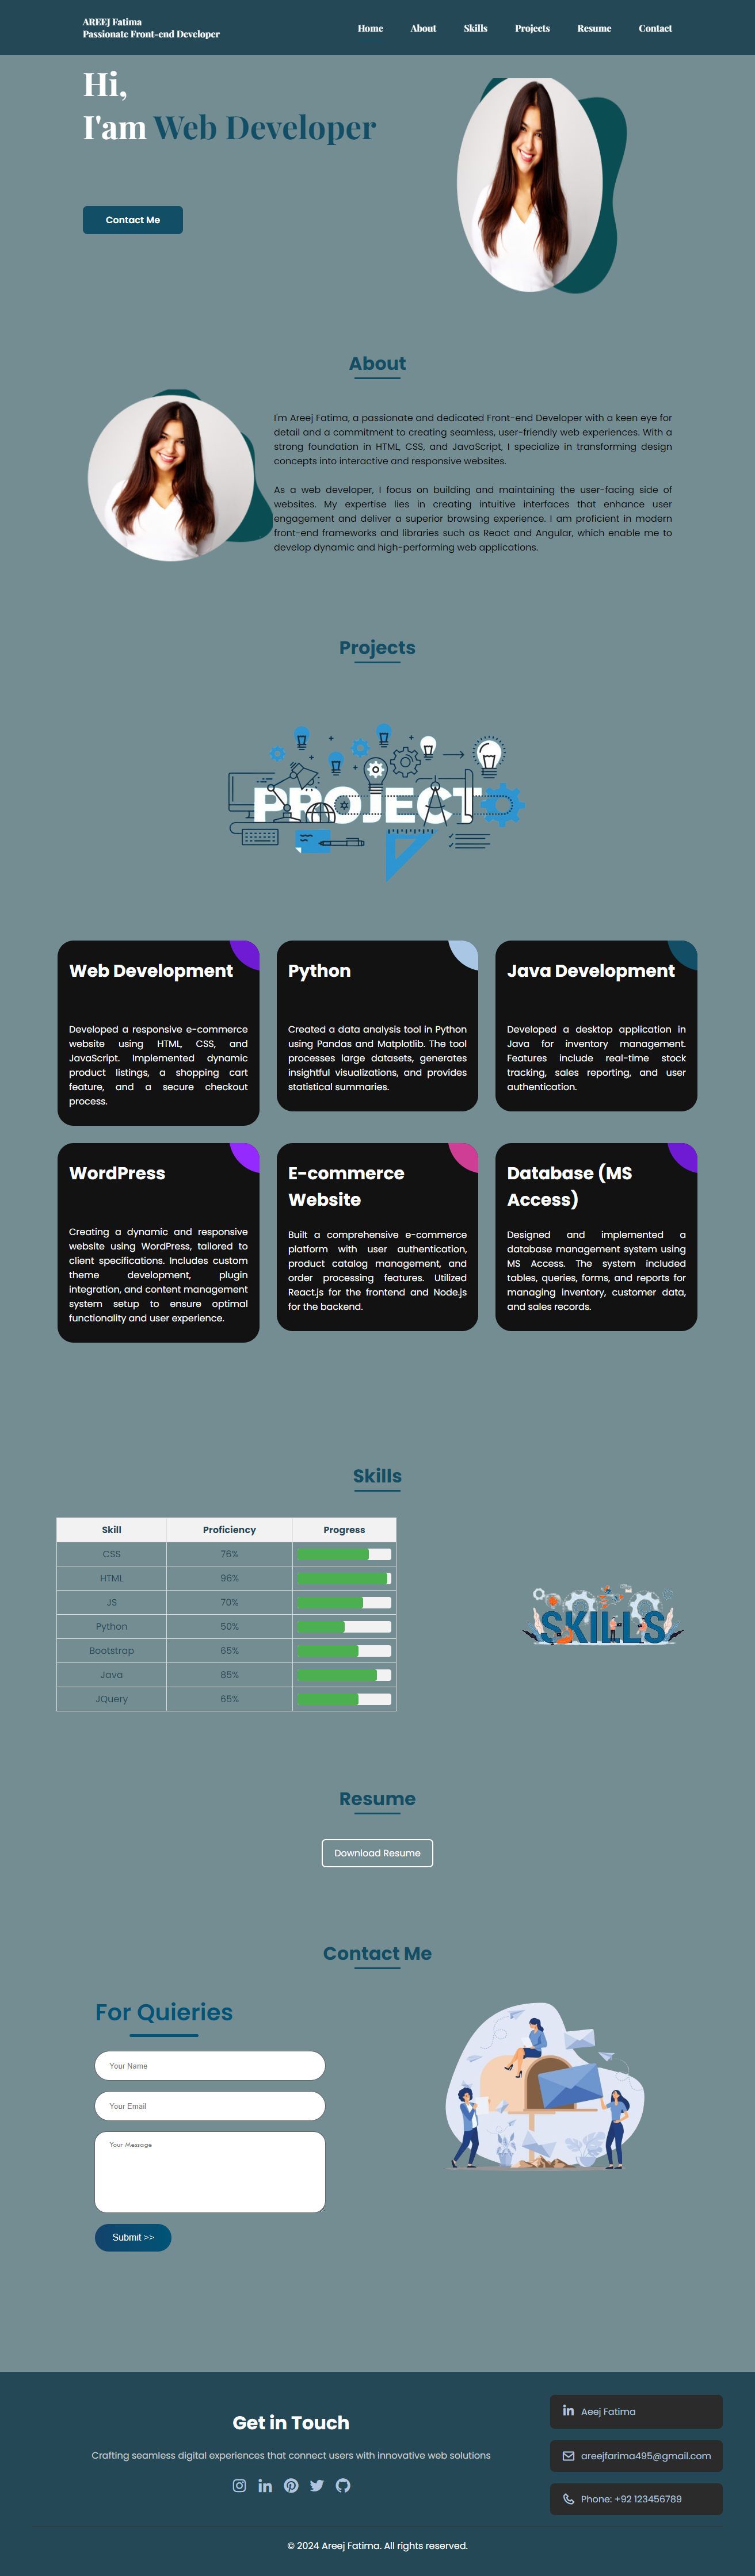 AREEJ Fatima
Passionate Front-end Developer
Home About Skills Projects Resume Contact
Hi,
I'am Web Developer
Contact Me
About
I'm Areej Fatima, a passionate and dedicated Front-end Developer with a keen eye for
detail and a commitment to creating seamless, user-friendly web experiences. With a
strong foundation in HTML, CSS, and JavaScript, I specialize in transforming design
concepts into interactive and responsive websites.
As a web developer, I focus on building and maintaining the user-facing side of
websites. My expertise lies in creating intuitive interfaces that enhance user
engagement and deliver a superior browsing experience. I am proficient in modern
front-end frameworks and libraries such as React and Angular, which enable me to
develop dynamic and high-performing web applications.
Projects
PROJECT
Web Development
Developed a responsive e-commerce
website using HTML, CSS, and
JavaScript. Implemented dynamic
product listings, a shopping cart
feature, and a secure checkout
process.
Python
Created a data analysis tool in Python
using Pandas and Matplotlib. The tool
processes large datasets, generates
insightful visualizations, and provides
statistical summaries.
Java Development
Developed a desktop application in
Java for inventory management.
Features include real-time stock
tracking, sales reporting, and user
authentication.
WordPress
Creating a dynamic and responsive
website using WordPress, tailored to
client specifications. Includes custom
theme development, plugin
integration, and content management
system setup to ensure optimal
functionality and user experience.
E-commerce
Website
Built a comprehensive e-commerce
platform with user authentication,
product catalog management, and
order processing features. Utilized
React.js for the frontend and Node.js
for the backend.
Database (MS
Access)
Designed and implemented a
database management system using
MS Access. The system included
tables, queries, forms, and reports for
managing inventory, customer data,
and sales records.
Skills
Skill Proficiency Progress
CSS 76%
HTML 96%
JS 70%
Python 50%
Bootstrap 65%
Java 85%
JQuery 65%
SKILLS
Resume
Download Resume
Contact Me
For Quieries
Your Name
Your Email
Your Message
Submit >>
Get in Touch
Crafting seamless digital experiences that connect users with innovative web solutions
Aeej Fatima
areejfarima495@gmail.com
Phone: +92 123456789
© 2024 Areej Fatima. All rights reserved.